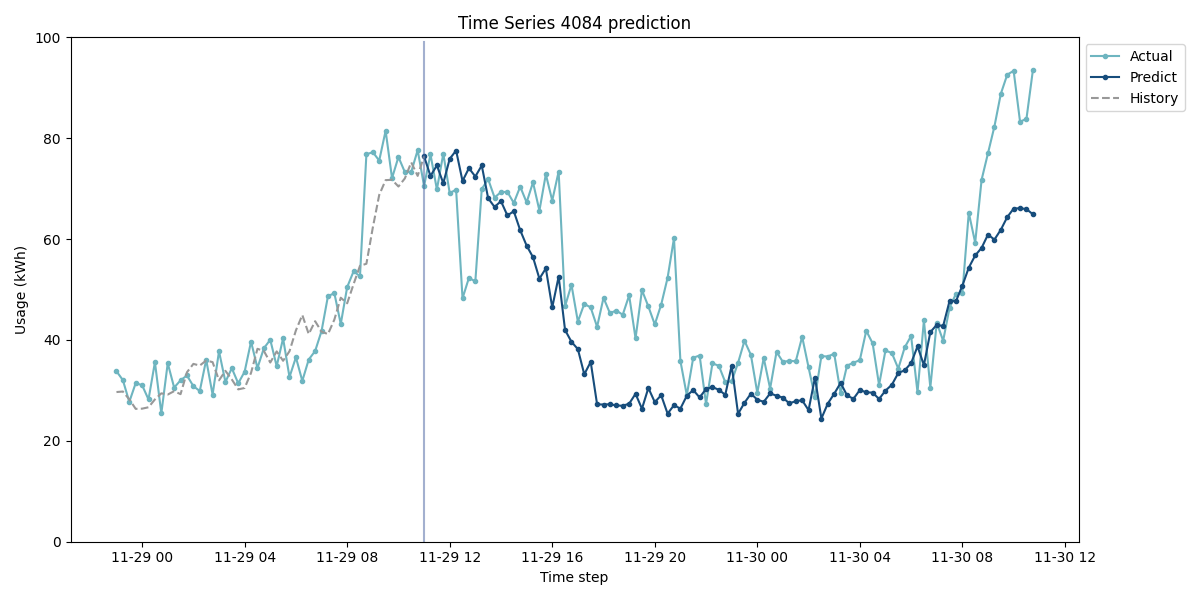 Time Series 4084 prediction
100
80
60
40
20
0
Usage (kWh)
11-29 00
11-29 04
11-29 08
11-29 12
11-29 16
11-29 20
11-30 00
11-30 04
11-30 08
11-30 12
Time step
Actual
Predict
History